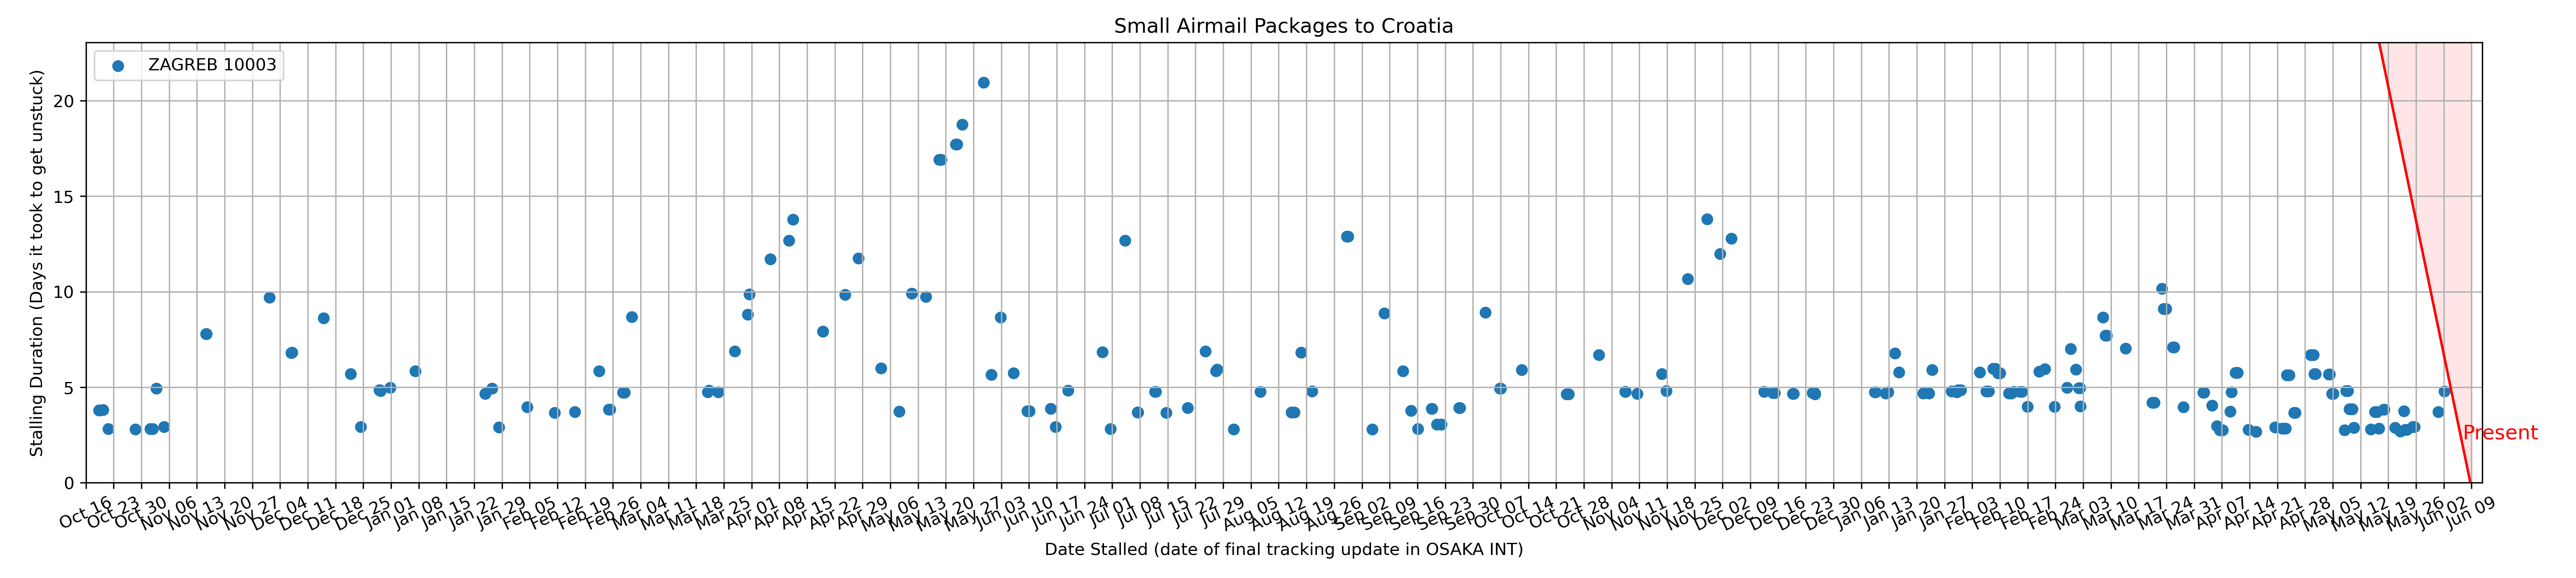 Small Airmail Packages to Croatia
ZAGREB 10003
Stalling Duration (Days it took to get unstuck)
20
15
10
5
0
Present
Oct 16 Oct 23 Oct 30 Nov 06 Nov 13 Nov 20 Nov 27 Dec 04 Dec 11 Dec 18 Dec 25 Jan 01 Jan 08 Jan 15 Jan 22 Jan 29 Feb 05 Feb 12 Feb 19 Feb 26 Mar 04 Mar 11 Mar 18 Mar 25 Apr 01 Apr 08 Apr 15 Apr 22 Apr 29 May 06 May 13 May 20 May 27 Jun 03 Jun 10 Jun 17 Jun 24 Jul 01 Jul 08 Jul 15 Jul 22 Jul 29 Aug 05 Aug 12 Aug 19 Aug 26 Sep 02 Sep 09 Sep 16 Sep 23 Sep 30 Oct 07 Oct 14 Oct 21 Oct 28 Nov 04 Nov 11 Nov 18 Nov 25 Dec 02 Dec 09 Dec 16 Dec 23 Dec 30 Jan 06 Jan 13 Jan 20 Jan 27 Feb 03 Feb 10 Feb 17 Feb 24 Mar 03 Mar 10 Mar 17 Mar 24 Mar 31 Apr 07 Apr 14 Apr 21 Apr 28 May 05 May 12 May 19 May 26 Jun 02 Jun 09
Date Stalled (date of final tracking update in OSAKA INT)